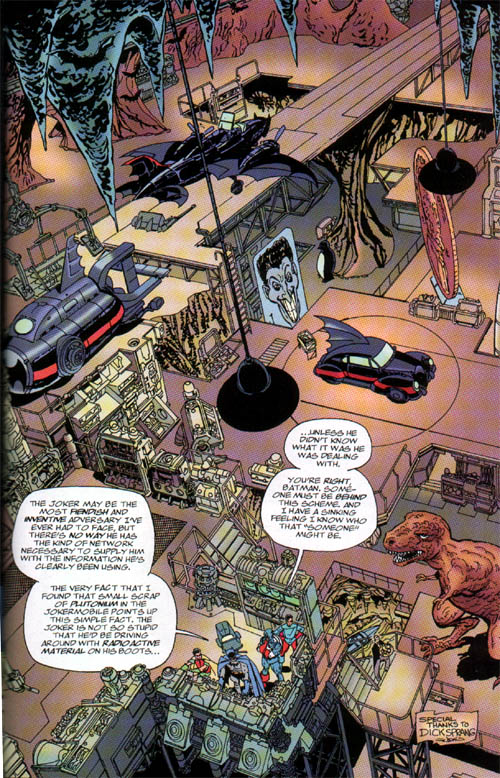 THE JOKER MAY BE THE
MOST FIENDISH AND
INVENTIVE ADVERSARY I'VE
EVER HAD TO FACE, BUT
THERE'S NO WAY HE HAS
THE KIND OF NETWORK
NECESSARY TO SUPPLY HIM
WITH THE INFORMATION HE'S
CLEARLY BEEN USING.
THE VERY FACT THAT I
FOUND THAT SMALL SCRAP
OF PLUTONIUM IN THE
JOKERMOBILE POINTS UP
THIS SIMPLE FACT. THE
JOKER IS NOT SO STUPID
THAT HE'D BE DRIVING
AROUND WITH RADIOACTIVE
MATERIAL ON HIS BOOTS...
...UNLESS HE
DIDN'T KNOW
WHAT IT WAS HE
WAS DEALING
WITH.
YOU'RE RIGHT,
BATMAN. SOME-
ONE MUST BE BEHIND
THIS SCHEME, AND
I HAVE A SINKING
FEELING I KNOW WHO
THAT "SOMEONE"
MIGHT BE.
SPECIAL
THANKS TO
DICK SPRANG